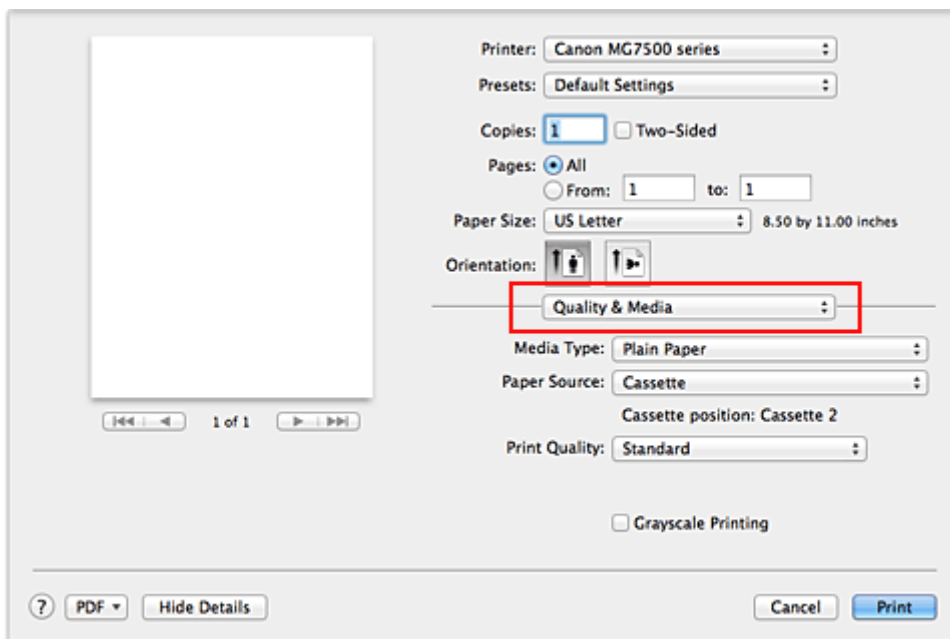 Printer: Canon MG7500 series
Presets: Default Settings
Copies: 1 Two-Sided
Pages: All
From: 1 to: 1
Paper Size: US Letter 8.50 by 11.00 inches
Orientation:
Quality & Media
Media Type: Plain Paper
Paper Source: Cassette
Cassette position: Cassette 2
1 of 1
Print Quality: Standard
Grayscale Printing
? PDF Hide Details Cancel Print